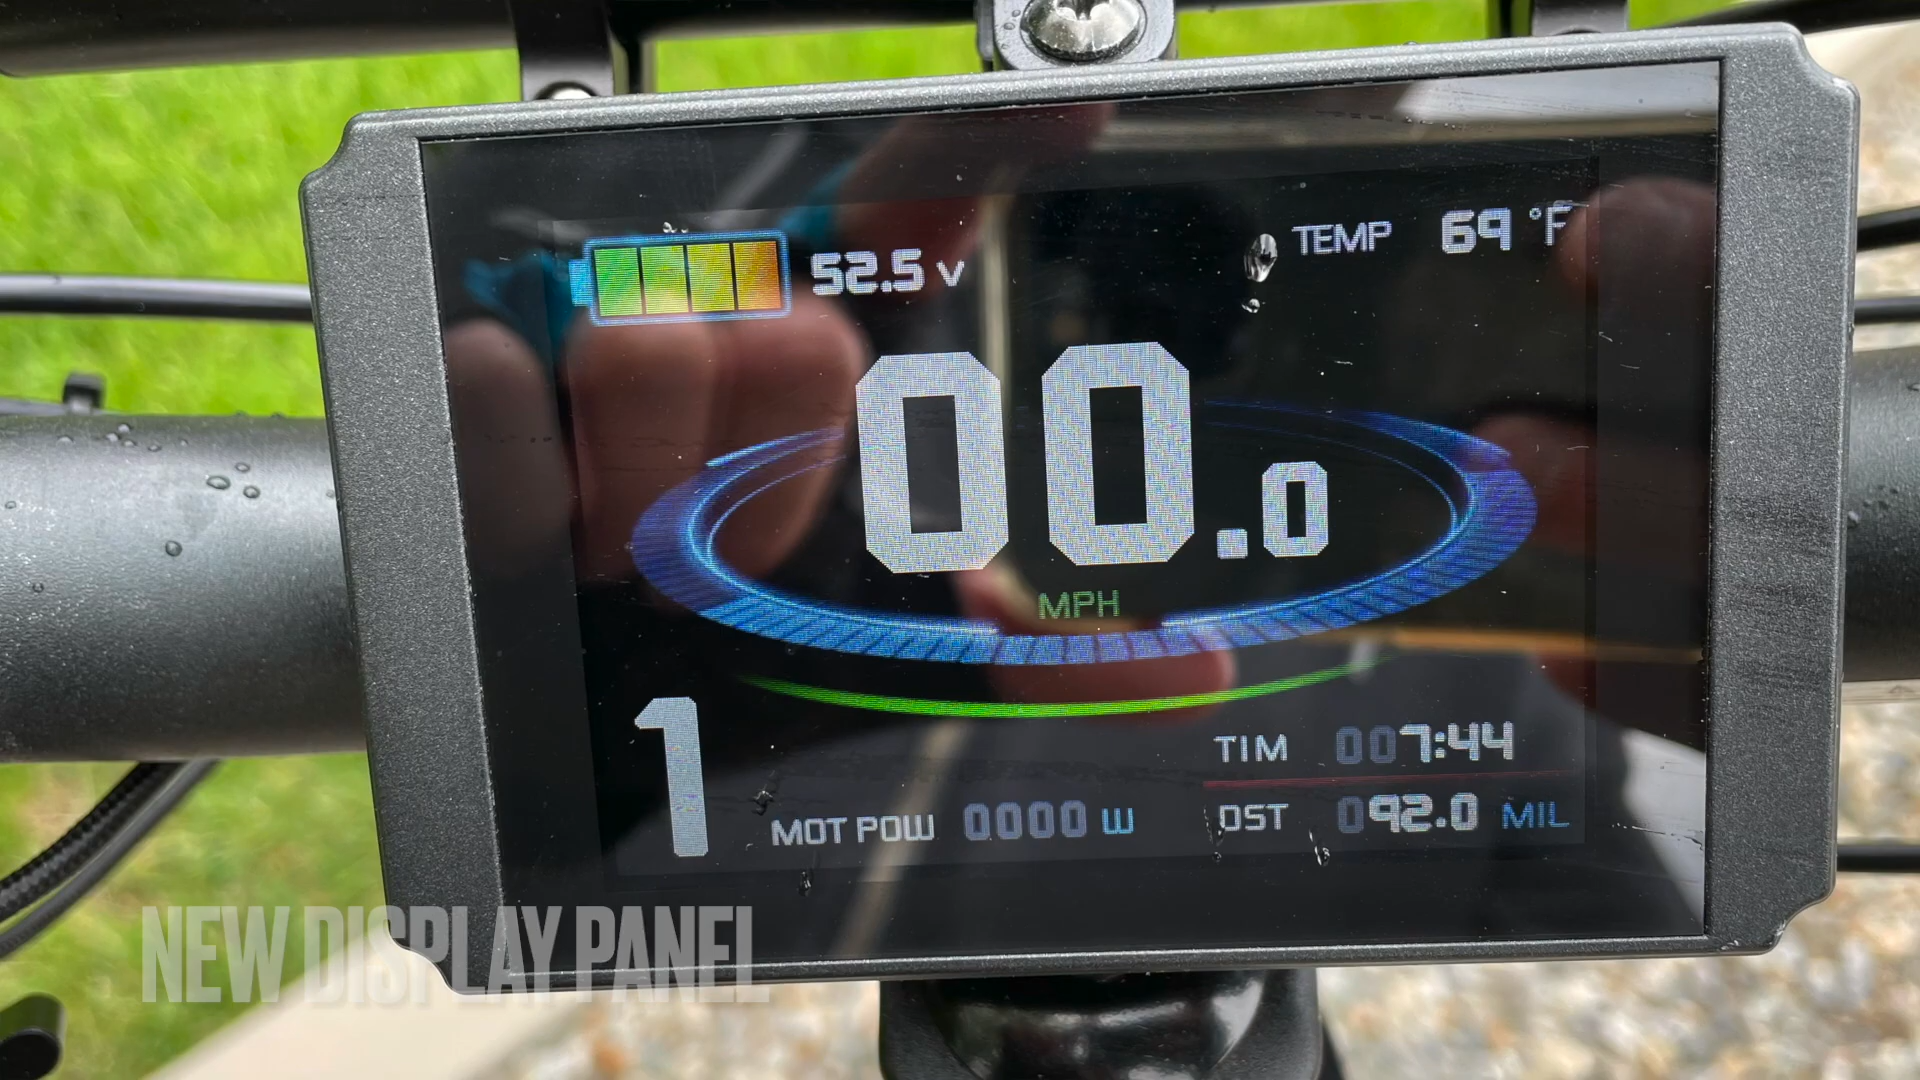 52.5 V
TEMP 69 °F
00.0
MPH
1
MOT POW 0000 W
TIM 007:44
DST 092.0 MIL
NEW DISPLAY PANEL